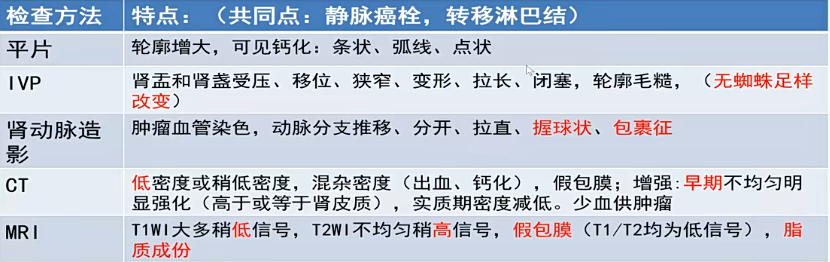 检查方法 特点：（共同点：静脉癌栓，转移淋巴结）
平片 轮廓增大，可见钙化：条状、弧线、点状
IVP 肾盂和肾盏受压、移位、狭窄、变形、拉长、闭塞，轮廓毛糙，（无蜘蛛足样
改变）
肾动脉造
影
肿瘤血管染色，动脉分支推移、分开、拉直、握球状、包裹征
CT 低密度或稍低密度，混杂密度（出血、钙化），假包膜；增强:早期不均匀明
显强化（高于或等于肾皮质），实质期密度减低。少血供肿瘤
MRI T1WI大多稍低信号，T2WI不均匀稍高信号，假包膜（T1/T2均为低信号），脂
质成份